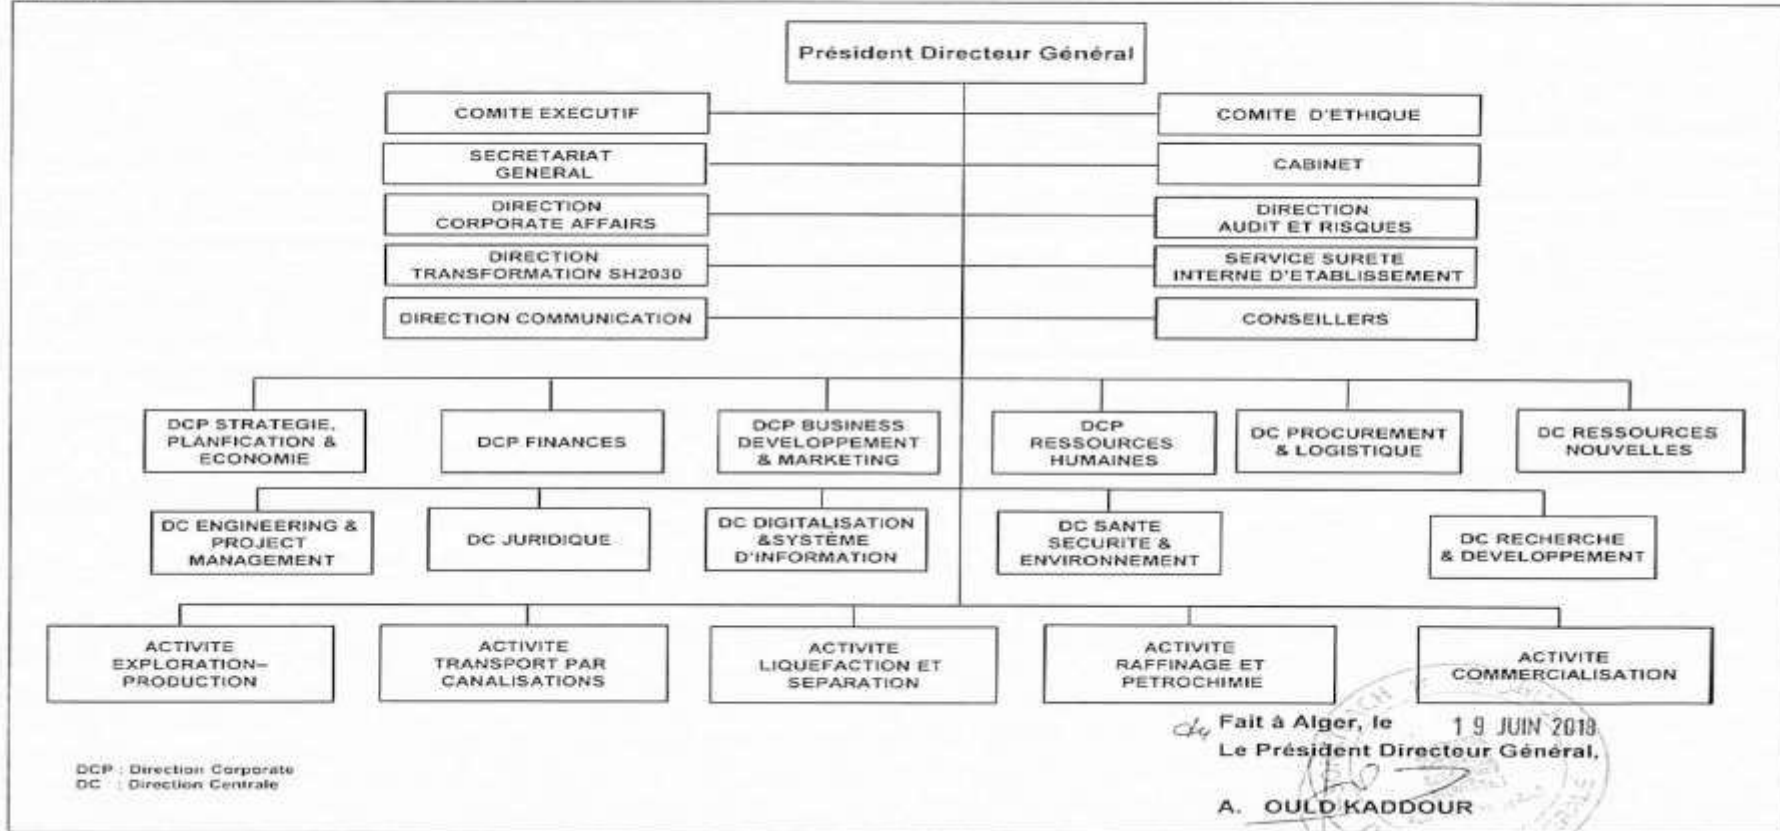 Président Directeur Général
COMITE EXECUTIF
COMITE D'ETHIQUE
SECRETARIAT
GENERAL
CABINET
DIRECTION
CORPORATE AFFAIRS
DIRECTION
AUDIT ET RISQUES
DIRECTION
TRANSFORMATION SH2030
SERVICE SURETE
INTERNE D'ETABLISSEMENT
DIRECTION COMMUNICATION
CONSEILLERS
DCP STRATEGIE,
PLANFICATION &
ECONOMIE
DCP FINANCES
DCP BUSINESS
DEVELOPPEMENT
& MARKETING
DCP
RESSOURCES
HUMAINES
DC PROCUREMENT
& LOGISTIQUE
DC RESSOURCES
NOUVELLES
DC ENGINEERING &
PROJECT
MANAGEMENT
DC JURIDIQUE
DC DIGITALISATION
&SYSTÈME
D'INFORMATION
DC SANTE
SECURITE &
ENVIRONNEMENT
DC RECHERCHE
& DEVELOPPEMENT
ACTIVITE
EXPLORATION–
PRODUCTION
ACTIVITE
TRANSPORT PAR
CANALISATIONS
ACTIVITE
LIQUEFACTION ET
SEPARATION
ACTIVITE
RAFFINAGE ET
PETROCHIMIE
ACTIVITE
COMMERCIALISATION
Fait à Alger, le 19 JUIN 2018
Le Président Directeur Général,
A. OULD KADDOUR
DCP : Direction Corporate
DC : Direction Centrale